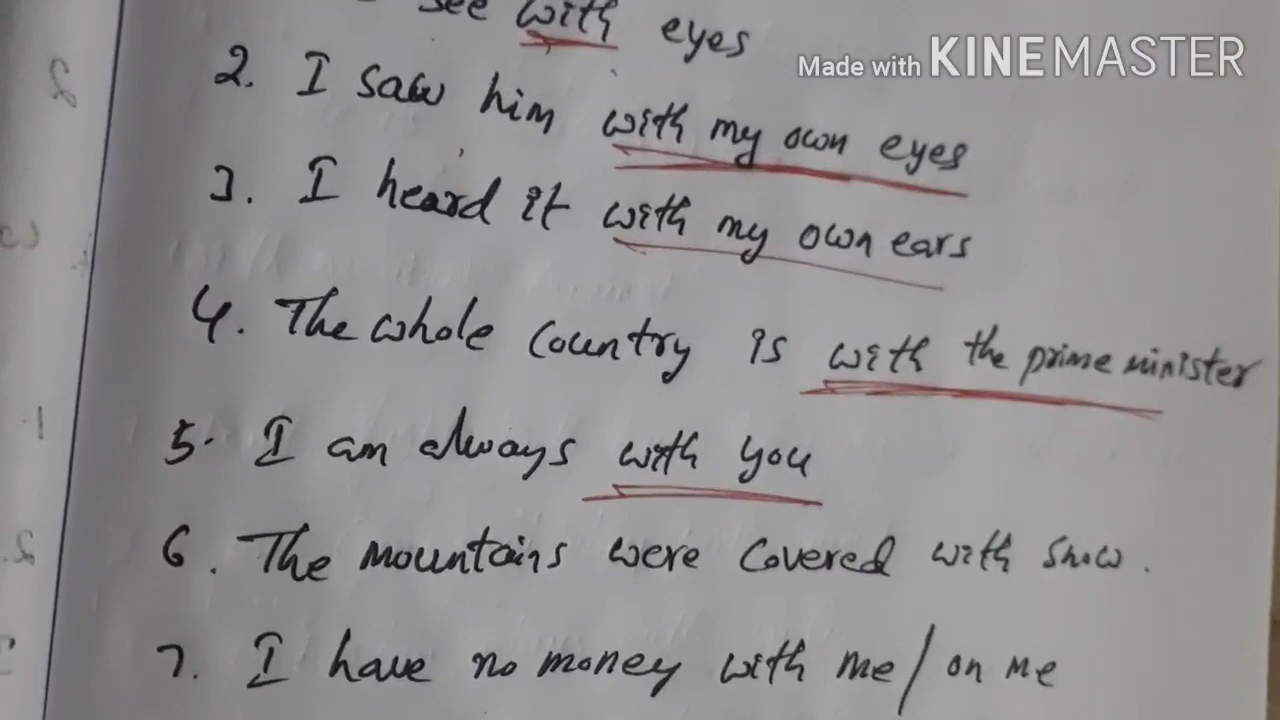 see with eyes
Made with KINEMASTER
2. I saw him with my own eyes
3. I heard it with my own ears
4. The whole country is with the prime minister
5. I am always with you
6. The mountains were covered with snow.
7. I have no money with me / on me